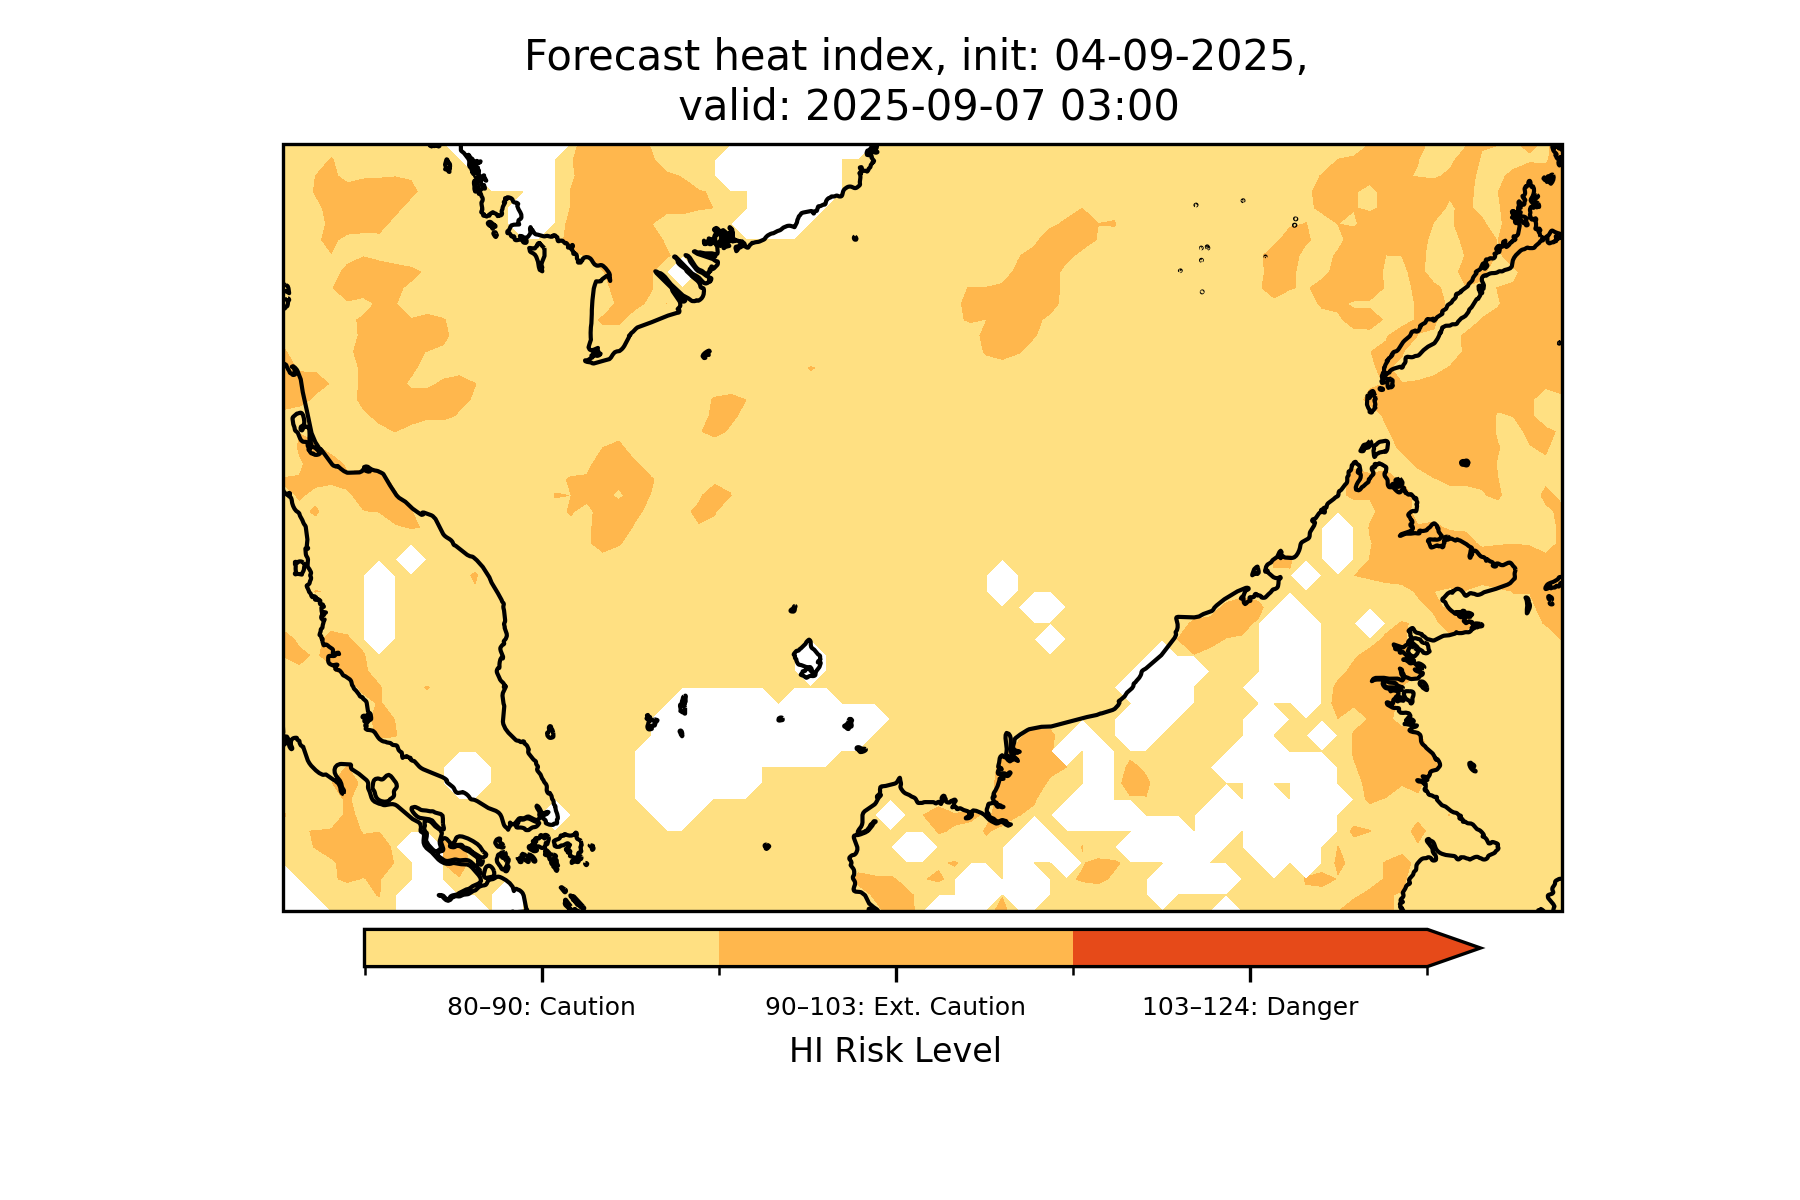 Forecast heat index, init: 04-09-2025,
valid: 2025-09-07 03:00
80–90: Caution
90–103: Ext. Caution
103–124: Danger
HI Risk Level